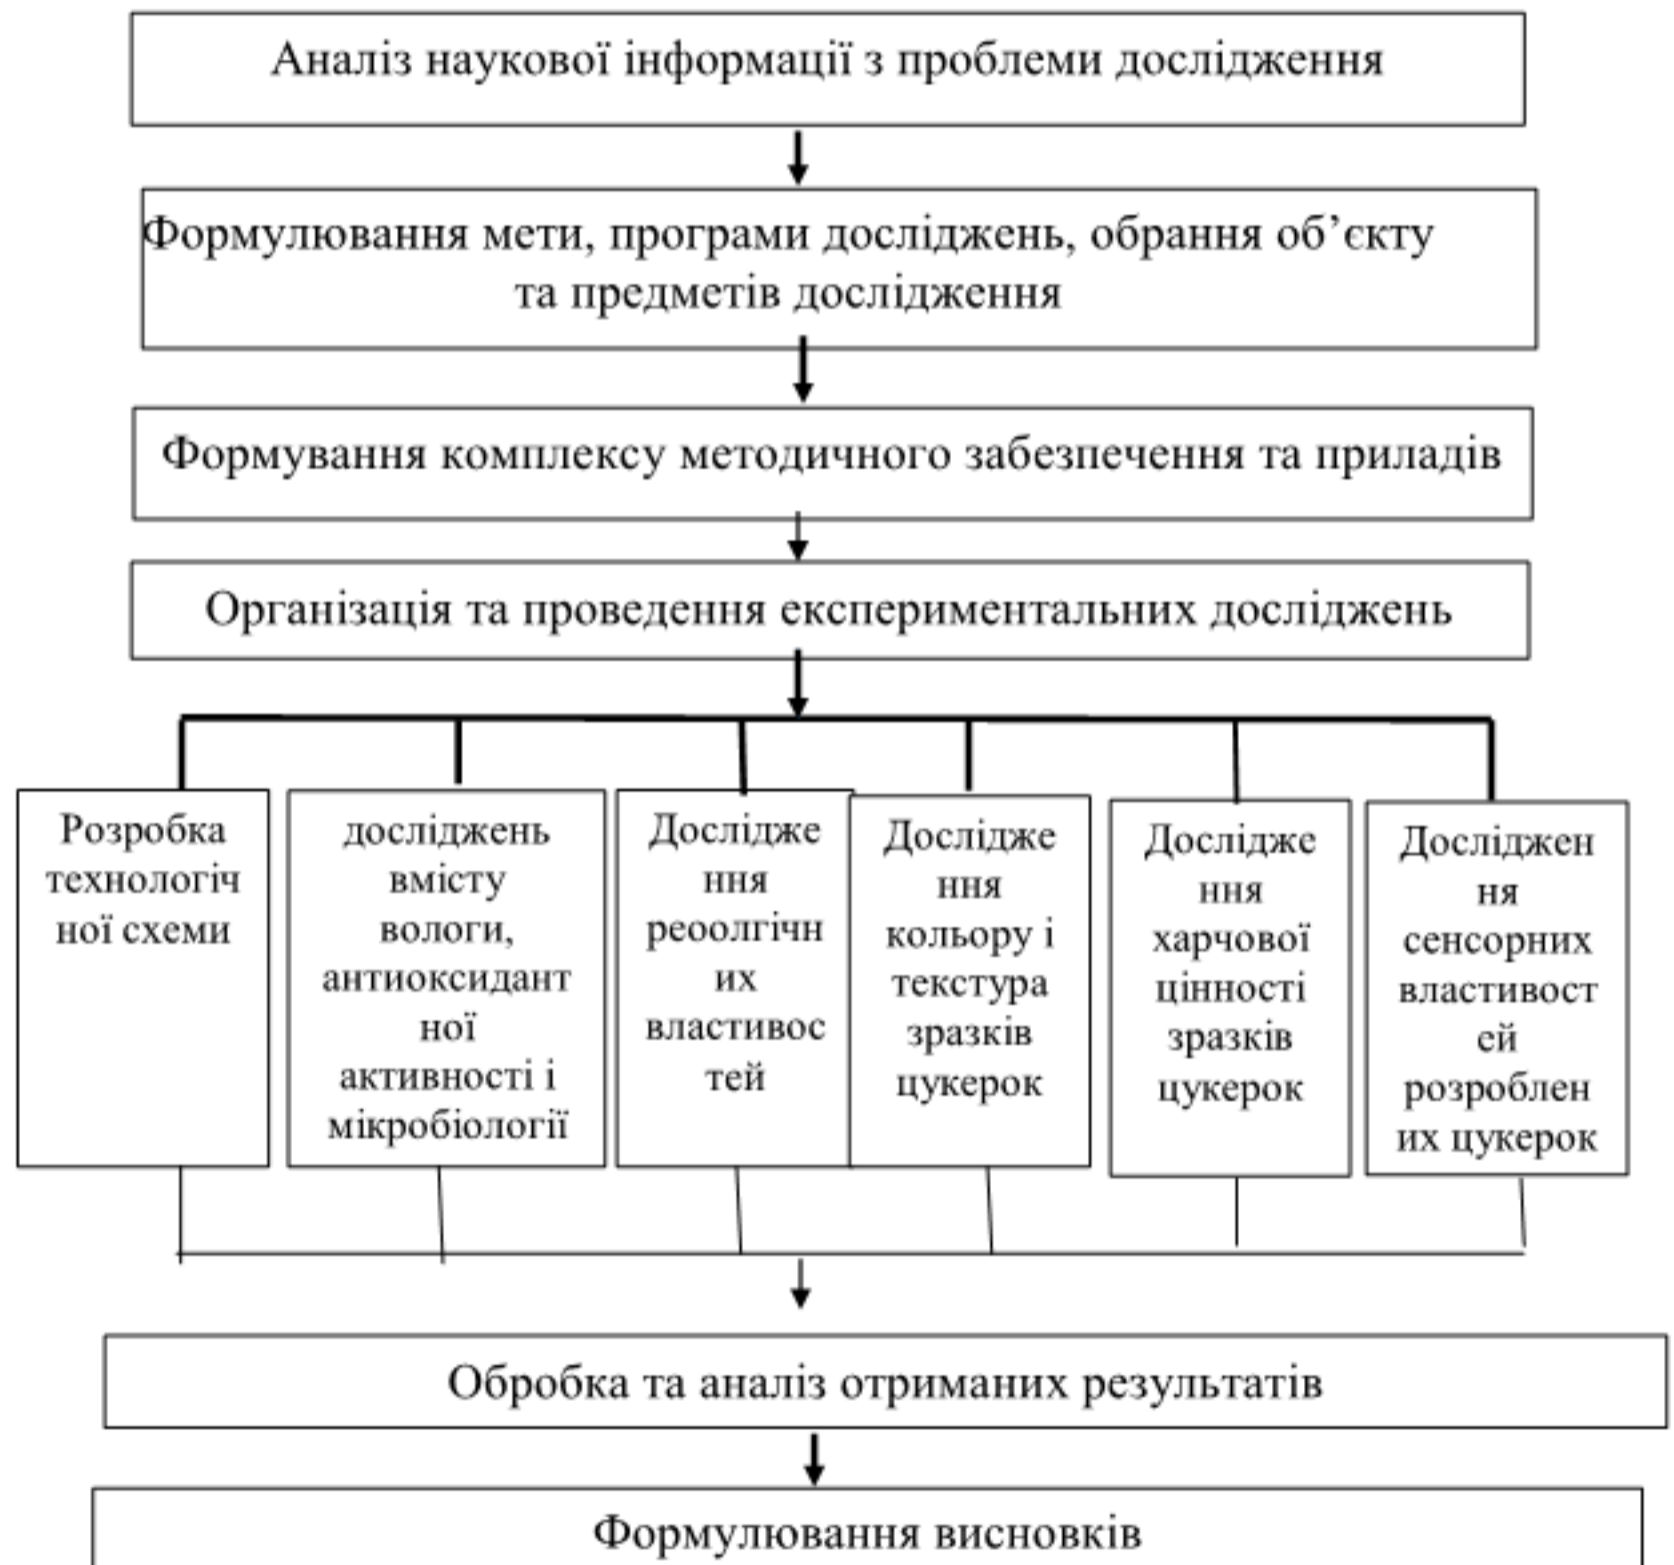 Аналіз наукової інформації з проблеми дослідження
Формулювання мети, програми досліджень, обрання об’єкту
та предметів дослідження
Формування комплексу методичного забезпечення та приладів
Організація та проведення експериментальних досліджень
Розробка
технологіч
ної схеми
досліджень
вмісту
вологи,
антиоксидант
ної
активності і
мікробіології
Дослідже
ння
реоолгічн
их
властивос
тей
Дослідже
ння
кольору і
текстура
зразків
цукерок
Дослідже
ння
харчової
цінності
зразків
цукерок
Досліджен
ня
сенсорних
властивост
ей
розроблен
их цукерок
Обробка та аналіз отриманих результатів
Формулювання висновків